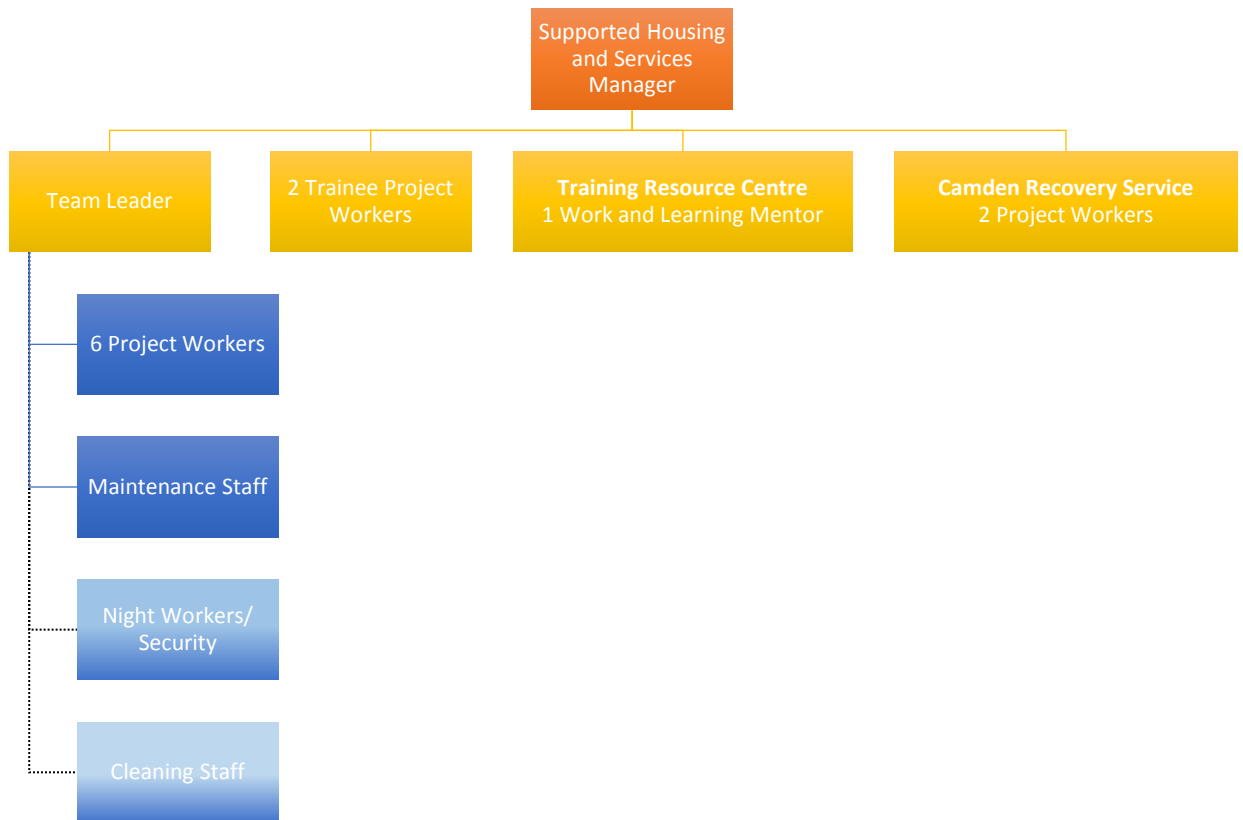 Supported Housing
and Services
Manager
Team Leader
2 Trainee Project
Workers
Training Resource Centre
1 Work and Learning Mentor
Camden Recovery Service
2 Project Workers
6 Project Workers
Maintenance Staff
Night Workers/
Security
Cleaning Staff